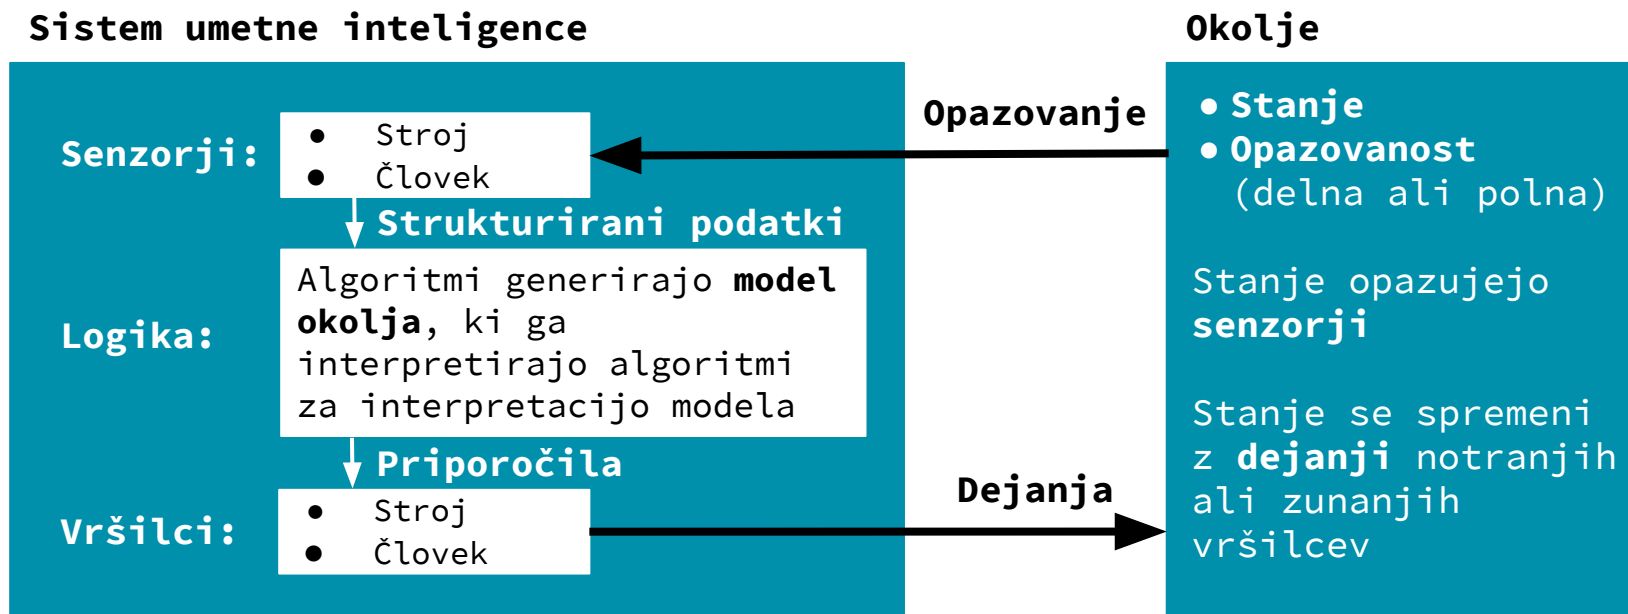 Sistem umetne inteligence
Senzorji:
● Stroj
● Človek
Strukturirani podatki
Logika:
Algoritmi generirajo model
okolja, ki ga
interpretirajo algoritmi
za interpretacijo modela
Priporočila
Vršilci:
● Stroj
● Človek
Opazovanje
Dejanja
Okolje
● Stanje
● Opazovanost
(delna ali polna)
Stanje opazujejo
senzorji
Stanje se spremeni
z dejanji notranjih
ali zunanjih
vršilcev